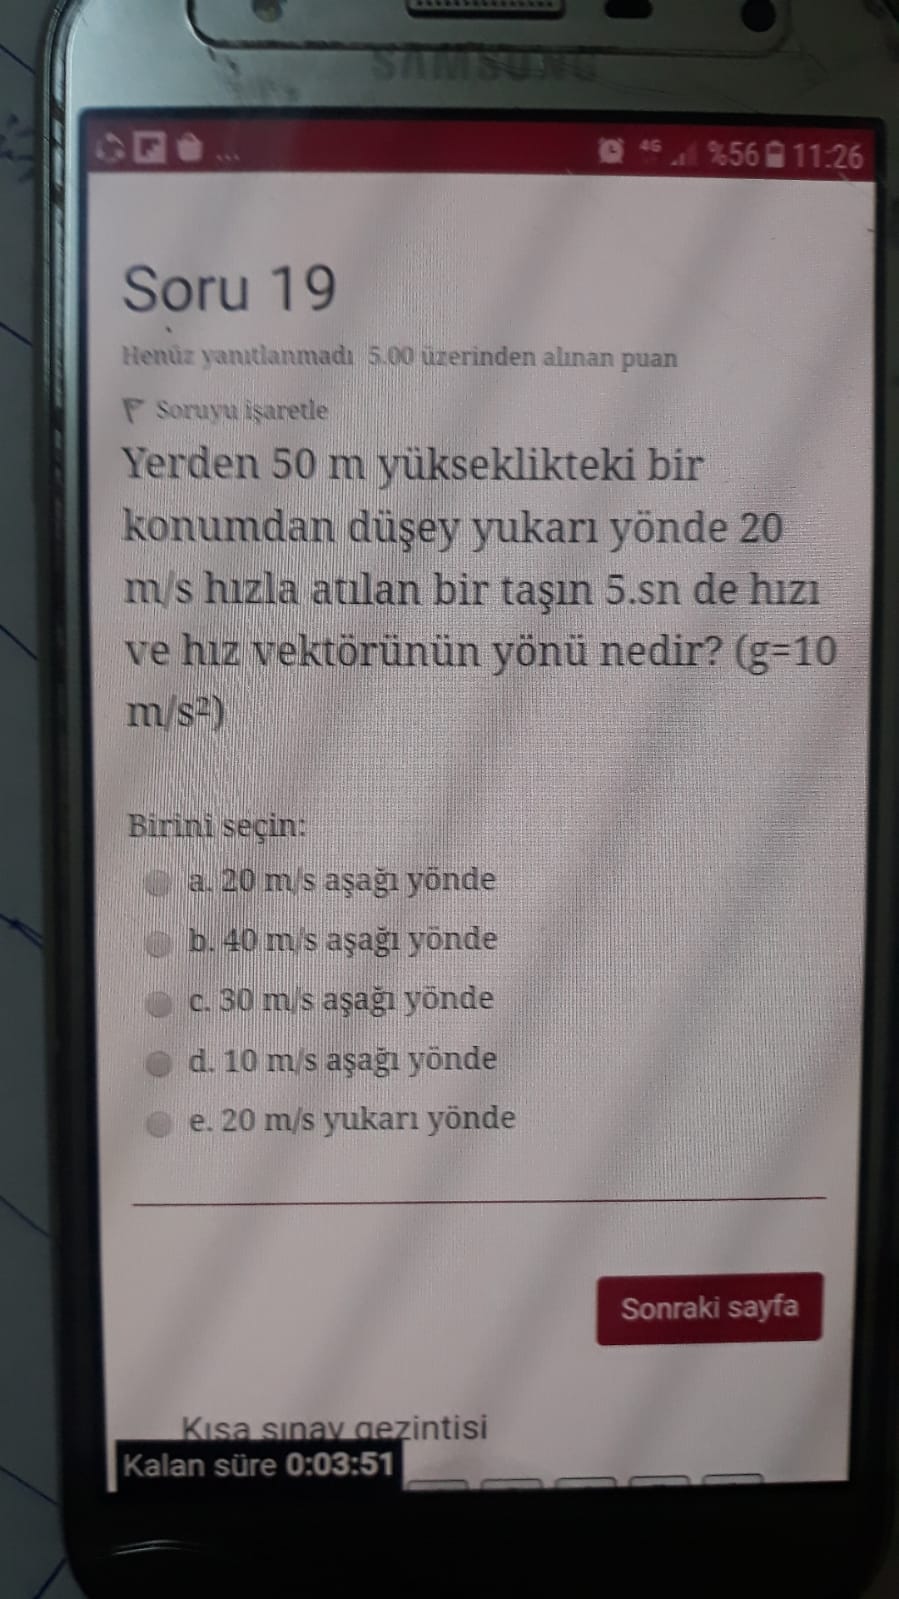 SAMSUNG
... 4G %56 11:26
Soru 19
Henüz yanıtlanmadı 5.00 üzerinden alınan puan
Soruyu işaretle
Yerden 50 m yükseklikteki bir
konumdan düşey yukarı yönde 20
m/s hızla atılan bir taşın 5.sn de hızı
ve hız vektörünün yönü nedir? (g=10
m/s²)
Birini seçin:
a. 20 m/s aşağı yönde
b. 40 m/s aşağı yönde
c. 30 m/s aşağı yönde
d. 10 m/s aşağı yönde
e. 20 m/s yukarı yönde
Sonraki sayfa
Kısa sınav gezintisi
Kalan süre 0:03:51